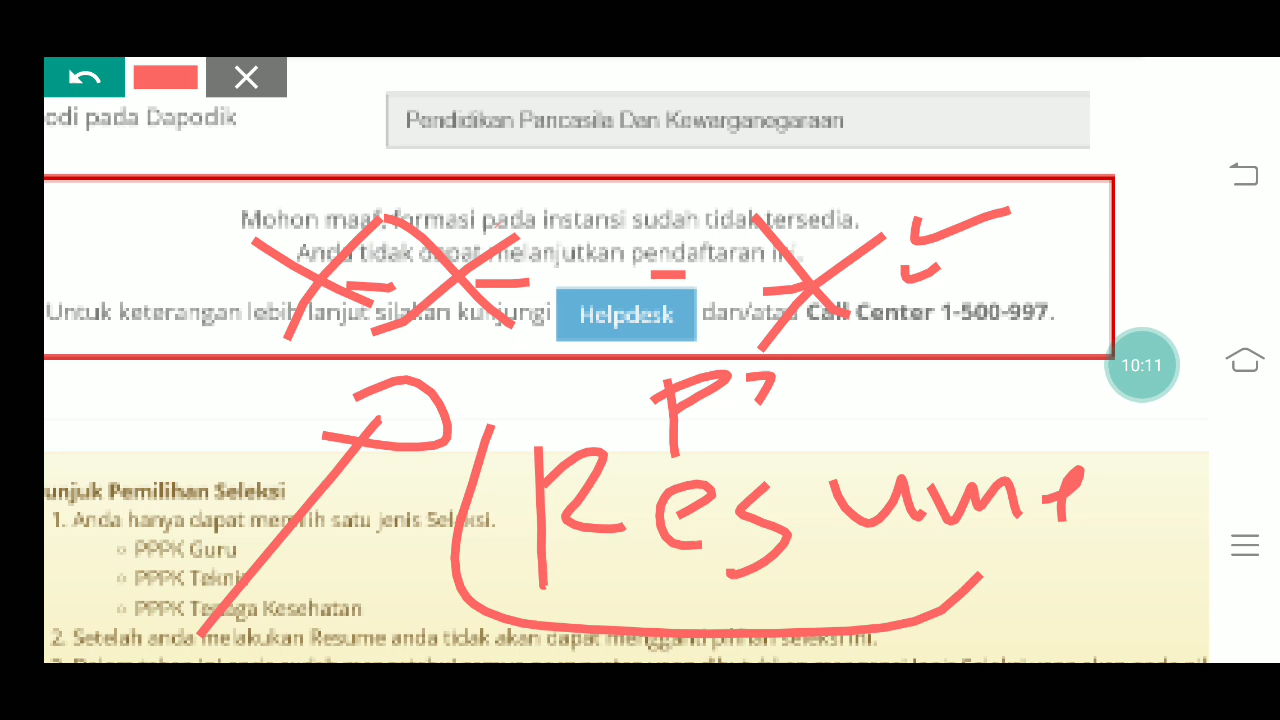 odi pada Dapodik
Pendidikan Pancasila Dan Kewarganegaraan
Mohon maaf, formasi pada instansi sudah tidak tersedia.
Anda tidak dapat melanjutkan pendaftaran ini.
Untuk keterangan lebih lanjut silakan kunjungi Helpdesk dan/atau Call Center 1-500-997.
10:11
P
Resume
unjuk Pemilihan Seleksi
1. Anda hanya dapat memilih satu jenis Seleksi.
○ PPPK Guru
○ PPPK Teknis
○ PPPK Tenaga Kesehatan
2. Setelah anda melakukan Resume anda tidak akan dapat mengganti pilihan seleksi ini.